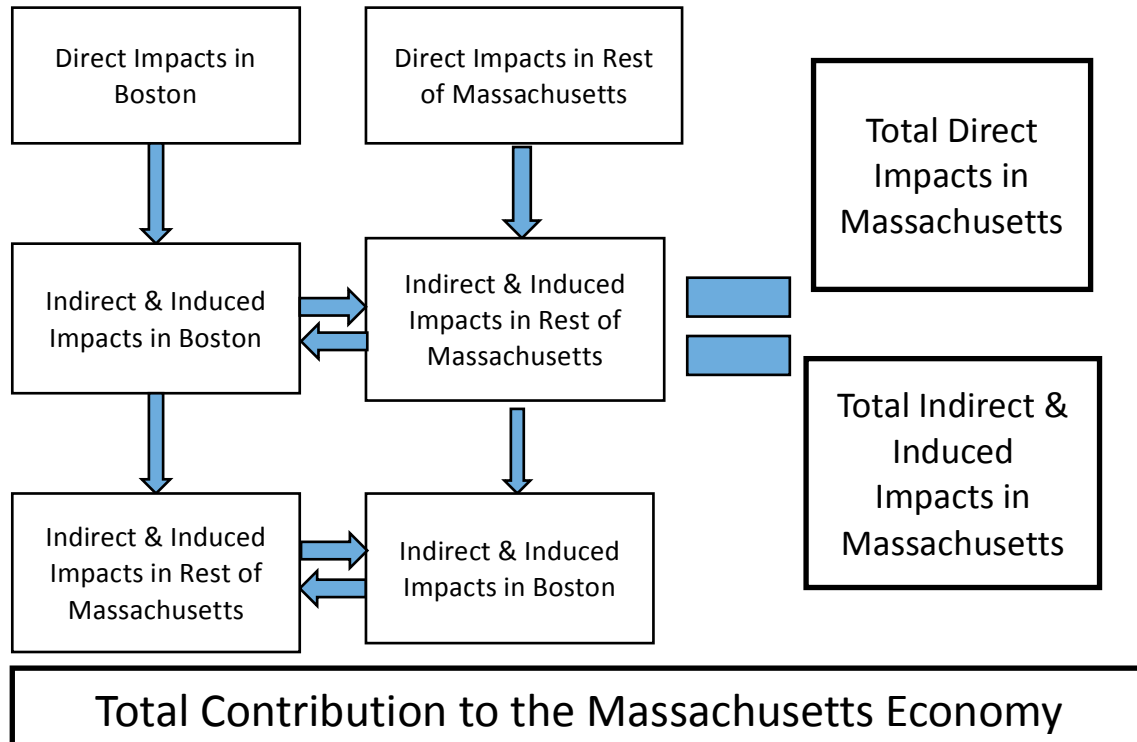 Direct Impacts in
Boston
Direct Impacts in Rest
of Massachusetts
Total Direct
Impacts in
Massachusetts
Indirect & Induced
Impacts in Boston
Indirect & Induced
Impacts in Rest of
Massachusetts
Total Indirect &
Induced
Impacts in
Massachusetts
Indirect & Induced
Impacts in Rest of
Massachusetts
Indirect & Induced
Impacts in Boston
Total Contribution to the Massachusetts Economy